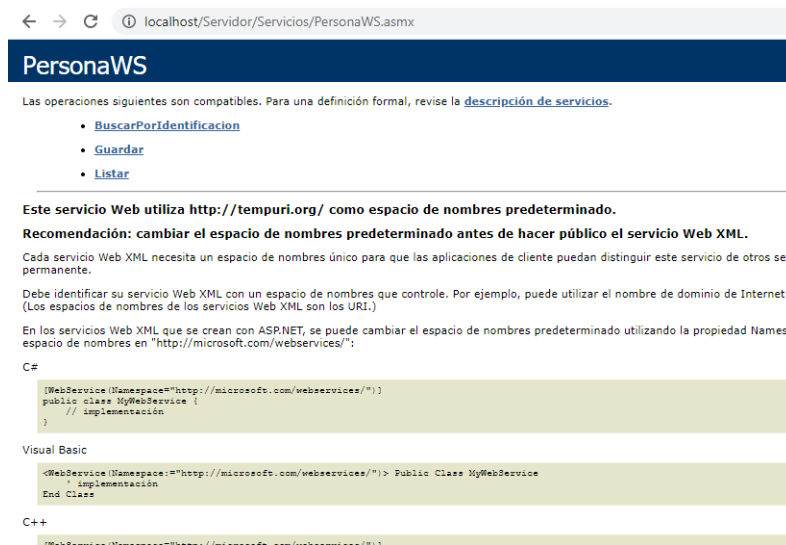 localhost/Servidor/Servicios/PersonaWS.asmx
PersonaWS
Las operaciones siguientes son compatibles. Para una definición formal, revise la descripción de servicios.
BuscarPorIdentificacion
Guardar
Listar
Este servicio Web utiliza http://tempuri.org/ como espacio de nombres predeterminado.
Recomendación: cambiar el espacio de nombres predeterminado antes de hacer público el servicio Web XML.
Cada servicio Web XML necesita un espacio de nombres único para que las aplicaciones de cliente puedan distinguir este servicio de otros se
permanente.
Debe identificar su servicio Web XML con un espacio de nombres que controle. Por ejemplo, puede utilizar el nombre de dominio de Internet
(Los espacios de nombres de los servicios Web XML son los URI.)
En los servicios Web XML que se crean con ASP.NET, se puede cambiar el espacio de nombres predeterminado utilizando la propiedad Names
espacio de nombres en "http://microsoft.com/webservices/":
C#
[WebService(Namespace="http://microsoft.com/webservices/")]
public class MyWebService {
// implementación
}
Visual Basic
<WebService(Namespace:="http://microsoft.com/webservices/")> Public Class MyWebService
' implementación
End Class
C++
[WebService(Namespace="http://microsoft.com/webservices/")]